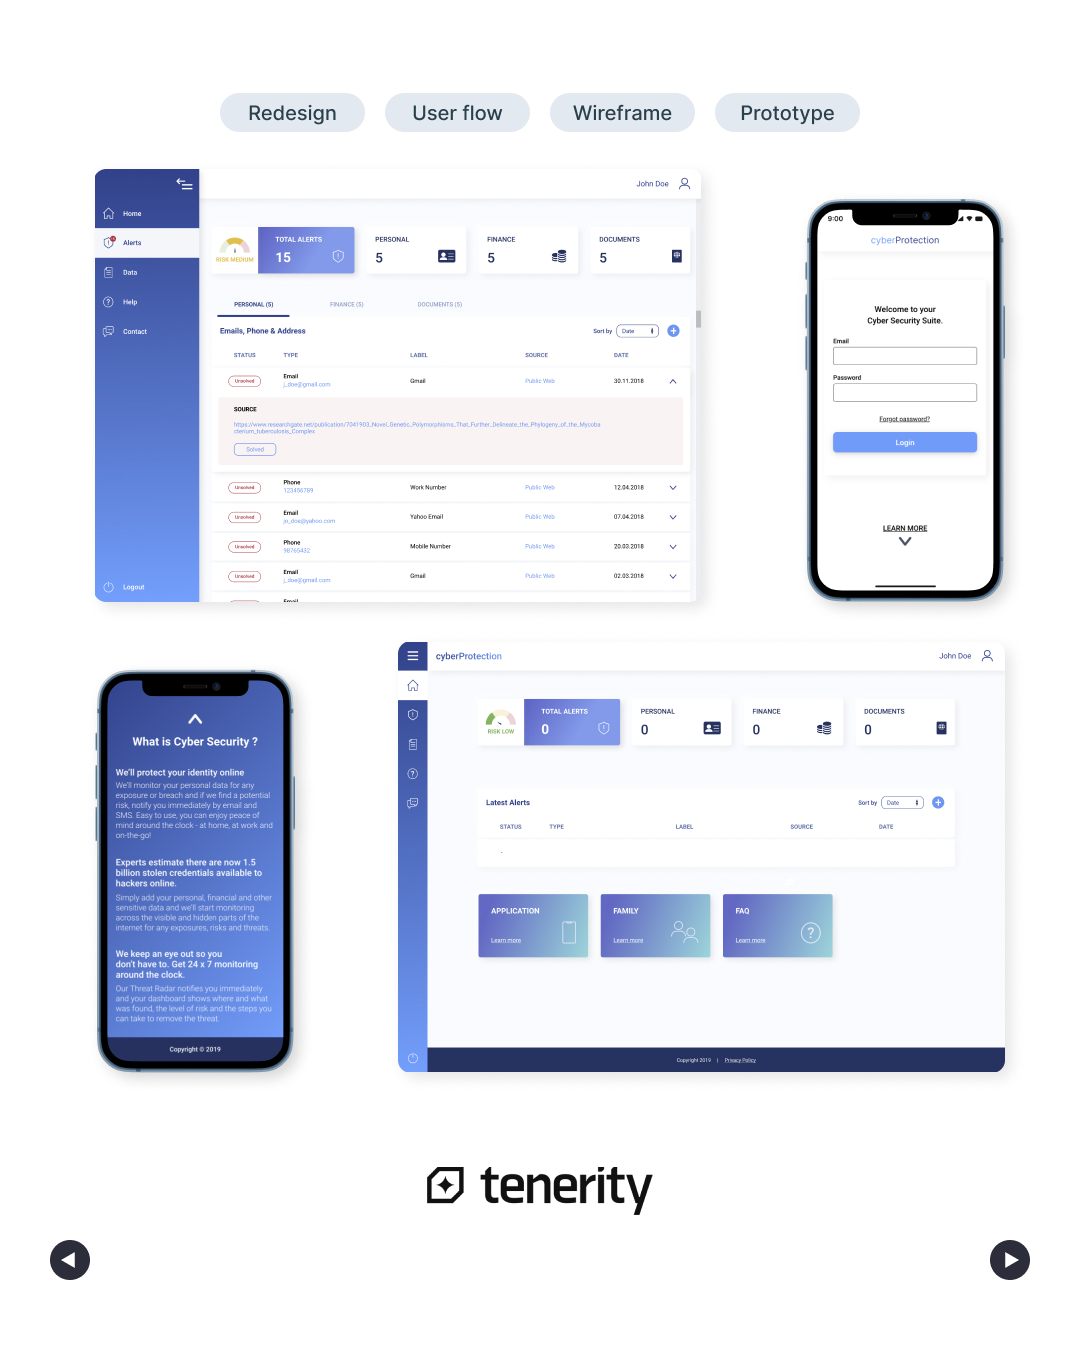 Redesign
User flow
Wireframe
Prototype
John Doe
Home
Alerts
Data
Help
Contact
Logout
RISK MEDIUM
TOTAL ALERTS
15
PERSONAL
5
FINANCE
5
DOCUMENTS
5
PERSONAL (5)
FINANCE (5)
DOCUMENTS (5)
Emails, Phone & Address
Sort by
Date
STATUS TYPE LABEL SOURCE DATE
Unsolved
Email
j_doe@gmail.com
Gmail
Public Web
30.11.2018
SOURCE
https://www.researchgate.net/publication/7041903_Novel_Genetic_Polymorphisms_That_Further_Delineate_the_Phylogeny_of_the_Mycoba
cterium_tuberculosis_Complex
Solved
Unsolved
Phone
123456789
Work Number
Public Web
12.04.2018
Unsolved
Email
jo_doe@yahoo.com
Yahoo Email
Public Web
07.04.2018
Unsolved
Phone
98765432
Mobile Number
Public Web
20.03.2018
Unsolved
Email
j_doe@gmail.com
Gmail
Public Web
02.03.2018
Email
9:00
cyberProtection
Welcome to your
Cyber Security Suite.
Email
Password
Forgot password?
Login
LEARN MORE
What is Cyber Security ?
We'll protect your identity online
We'll monitor your personal data for any
exposure or breach and if we find a potential
risk, notify you immediately by email and
SMS. Easy to use, you can enjoy peace of
mind around the clock - at home, at work and
on-the-go!
Experts estimate there are now 1.5
billion stolen credentials available to
hackers online.
Simply add your personal, financial and other
sensitive data and we'll start monitoring
across the visible and hidden parts of the
internet for any exposures, risks and threats.
We keep an eye out so you
don't have to. Get 24 x 7 monitoring
around the clock.
Our Threat Radar notifies you immediately
and your dashboard shows where and what
was found, the level of risk and the steps you
can take to remove the threat.
Copyright © 2019
cyberProtection
John Doe
RISK LOW
TOTAL ALERTS
0
PERSONAL
0
FINANCE
0
DOCUMENTS
0
Latest Alerts
Sort by
Date
STATUS TYPE LABEL SOURCE DATE
-
APPLICATION
Learn more
FAMILY
Learn more
FAQ
Learn more
Copyright 2019 | Privacy Policy
tenerity